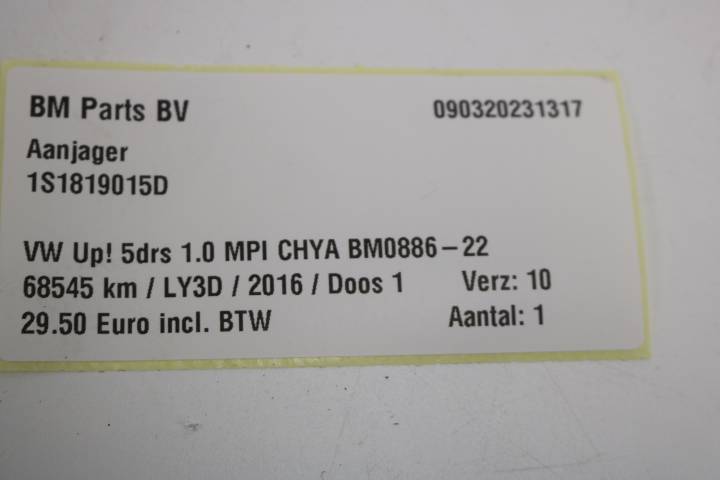 BM Parts BV 090320231317
Aanjager
1S1819015D
VW Up! 5drs 1.0 MPI CHYA BM0886-22
68545 km / LY3D / 2016 / Doos 1 Verz: 10
29.50 Euro incl. BTW Aantal: 1